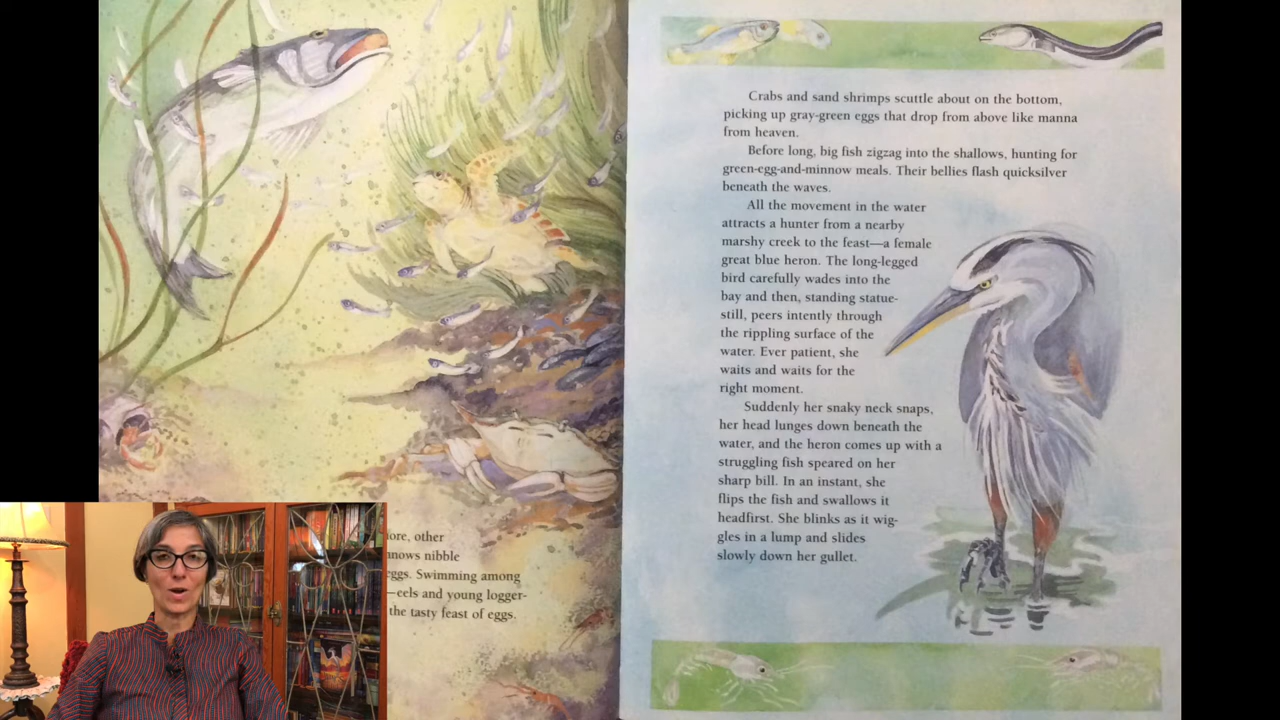 other
nibble
eggs. Swimming among
—eels and young logger-
the tasty feast of eggs.
Crabs and sand shrimps scuttle about on the bottom,
picking up gray-green eggs that drop from above like manna
from heaven.
Before long, big fish zigzag into the shallows, hunting for
green-egg-and-minnow meals. Their bellies flash quicksilver
beneath the waves.
All the movement in the water
attracts a hunter from a nearby
marshy creek to the feast—a female
great blue heron. The long-legged
bird carefully wades into the
bay and then, standing statue-
still, peers intently through
the rippling surface of the
water. Ever patient, she
waits and waits for the
right moment.
Suddenly her snaky neck snaps,
her head lunges down beneath the
water, and the heron comes up with a
struggling fish speared on her
sharp bill. In an instant, she
flips the fish and swallows it
headfirst. She blinks as it wig-
gles in a lump and slides
slowly down her gullet.